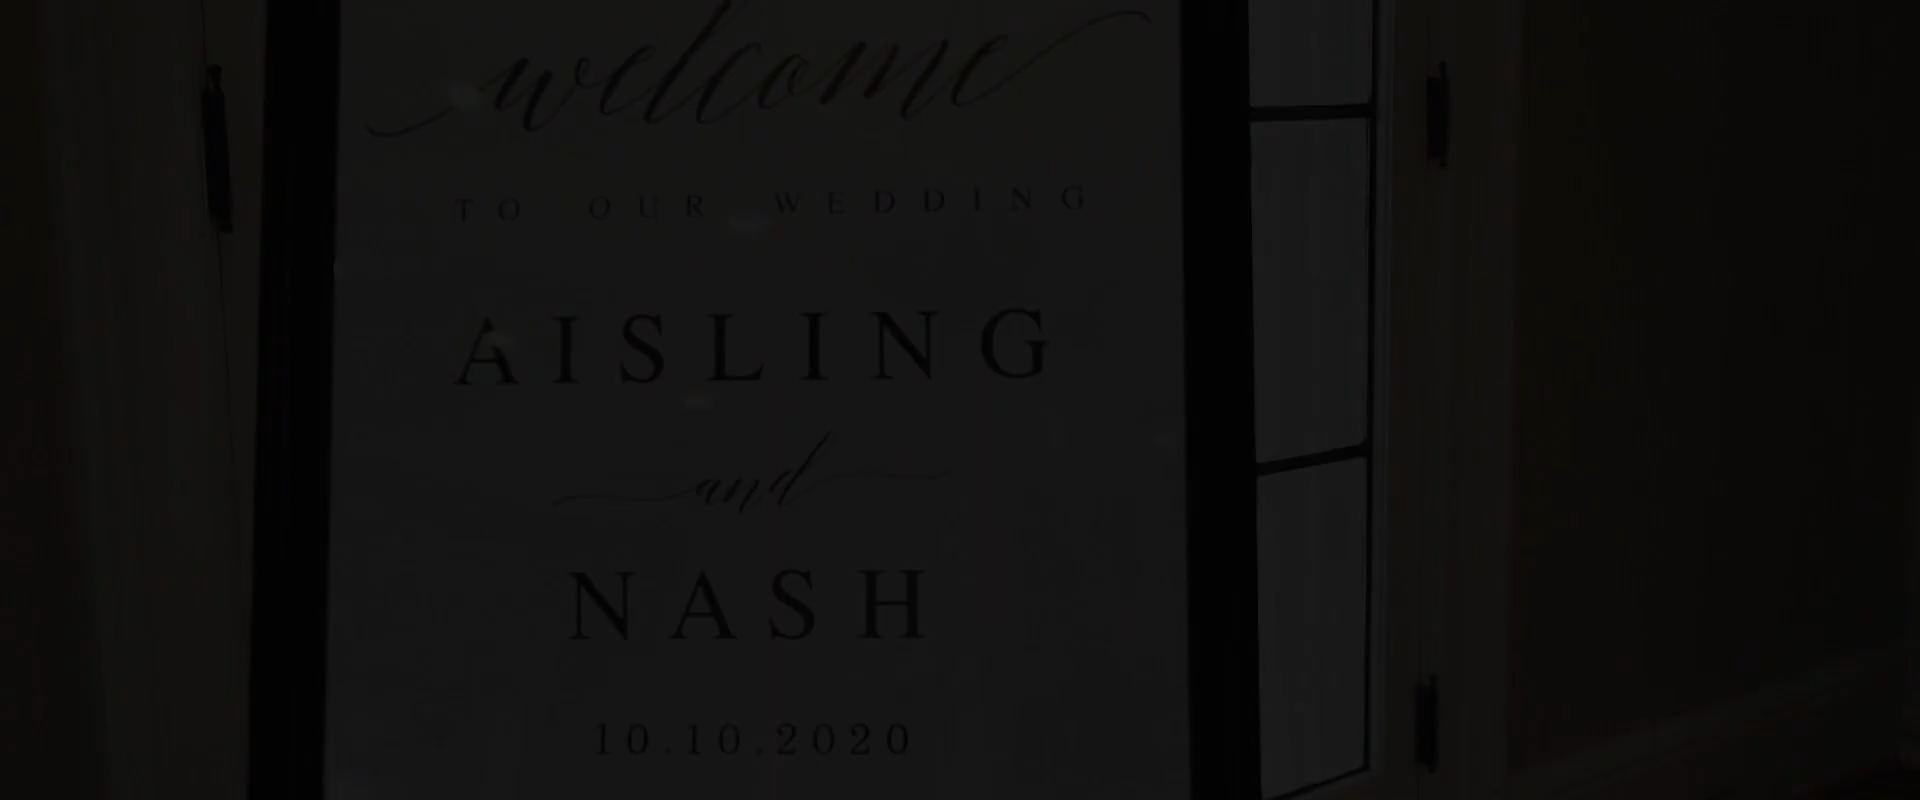 welcome
TO OUR WEDDING
AISLING
and
NASH
10.10.2020